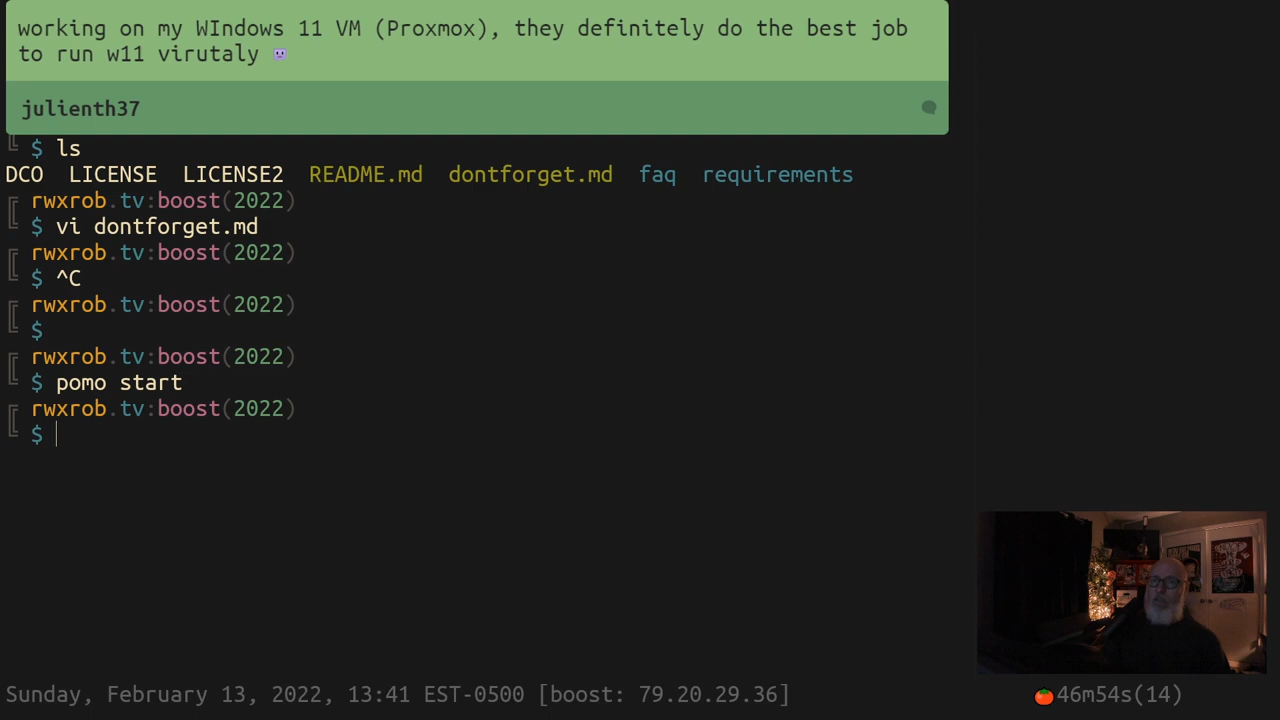 working on my WIndows 11 VM (Proxmox), they definitely do the best job
to run w11 virutaly
julienth37
$ ls
DCO LICENSE LICENSE2 README.md dontforget.md faq requirements
rwxrob.tv:boost(2022)
$ vi dontforget.md
rwxrob.tv:boost(2022)
$ ^C
rwxrob.tv:boost(2022)
$
rwxrob.tv:boost(2022)
$ pomo start
rwxrob.tv:boost(2022)
$
Sunday, February 13, 2022, 13:41 EST-0500 [boost: 79.20.29.36]
🍅46m54s(14)